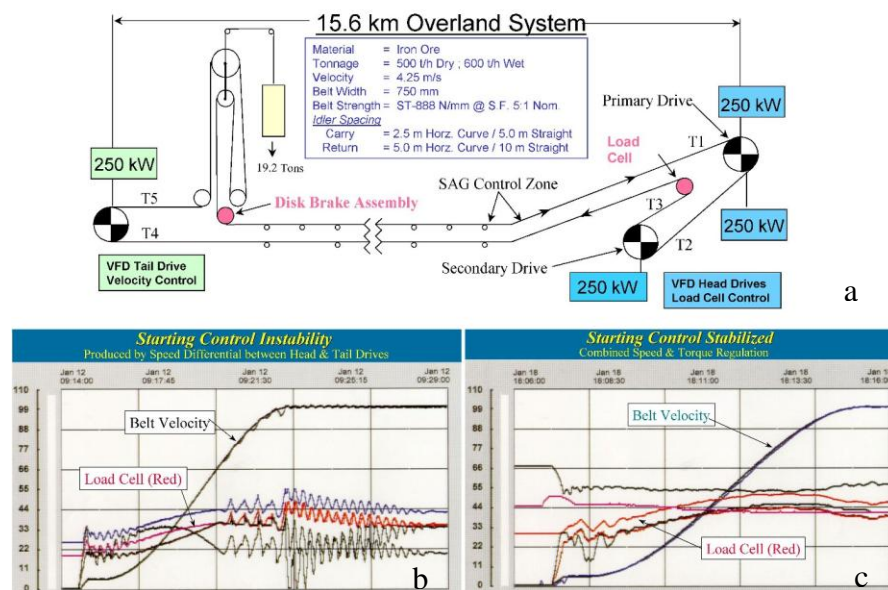 15.6 km Overland System
a
Material = Iron Ore
Tonnage = 500 t/h Dry ; 600 t/h Wet
Velocity = 4.25 m/s
Belt Width = 750 mm
Belt Strength = ST-888 N/mm @ S.F. 5:1 Nom.
Idler Spacing
Carry = 2.5 m Horz. Curve / 5.0 m Straight
Return = 5.0 m Horz. Curve / 10 m Straight
19.2 Tons
Primary Drive
250 kW
250 kW
T1
Load
Cell
T5
Disk Brake Assembly
SAG Control Zone
T3
T4
T2
250 kW
VFD Tail Drive
Velocity Control
Secondary Drive
250 kW
VFD Head Drives
Load Cell Control
a
Starting Control Instability
Produced by Speed Differential between Head & Tail Drives
Jan 12 Jan 12 Jan 12 Jan 12 Jan 12
09:14:00 09:17:45 09:21:30 09:25:15 09:29:00
110
99
88
77
66
55
44
33
22
11
0
Belt Velocity
Load Cell (Red)
b
Starting Control Stabilized
Combined Speed & Torque Regulation
Jan 18 Jan 18 Jan 18 Jan 18 Jan 18
18:06:00 18:08:30 18:11:00 18:13:30 18:16:00
110
99
88
77
66
55
44
33
22
11
0
Belt Velocity
Load Cell (Red)
c